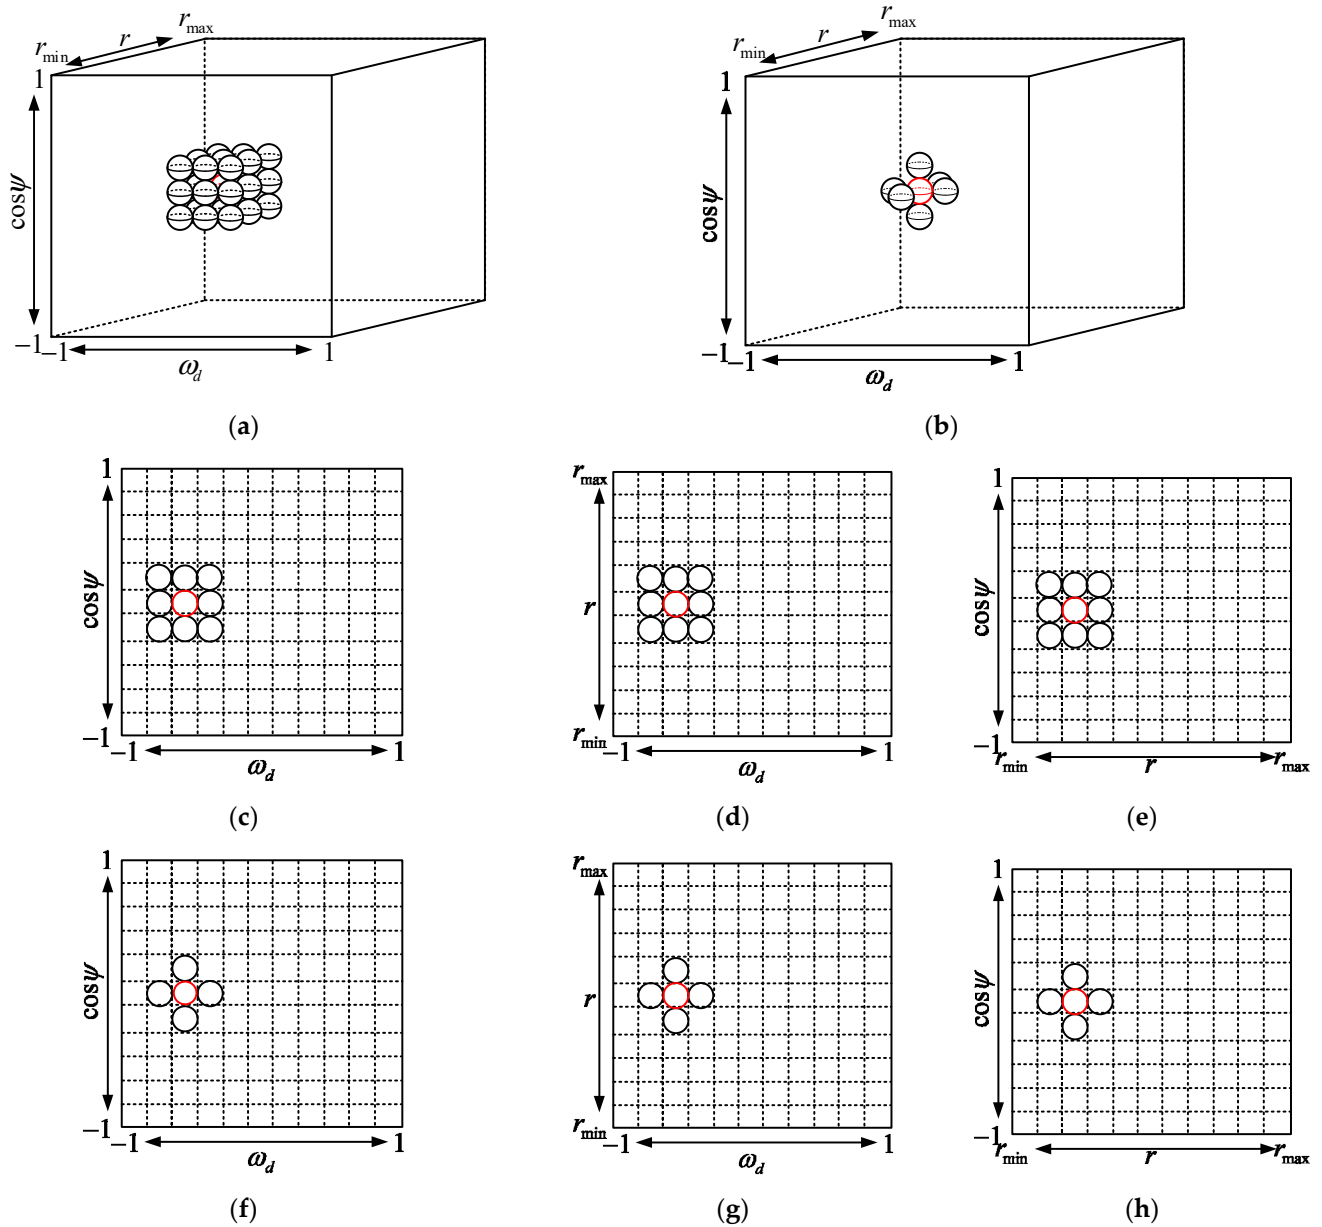 r_max
r
r_min
1
cosψ
−1
−1
ω_d
1
(a)
r_max
r
r_min
1
cosψ
−1
−1
ω_d
1
(b)
1
cosψ
−1
−1
ω_d
1
(c)
r_max
r
r_min
−1
ω_d
1
(d)
1
cosψ
−1
r_min
r
r_max
(e)
1
cosψ
−1
−1
ω_d
1
(f)
r_max
r
r_min
−1
ω_d
1
(g)
1
cosψ
−1
r_min
r
r_max
(h)